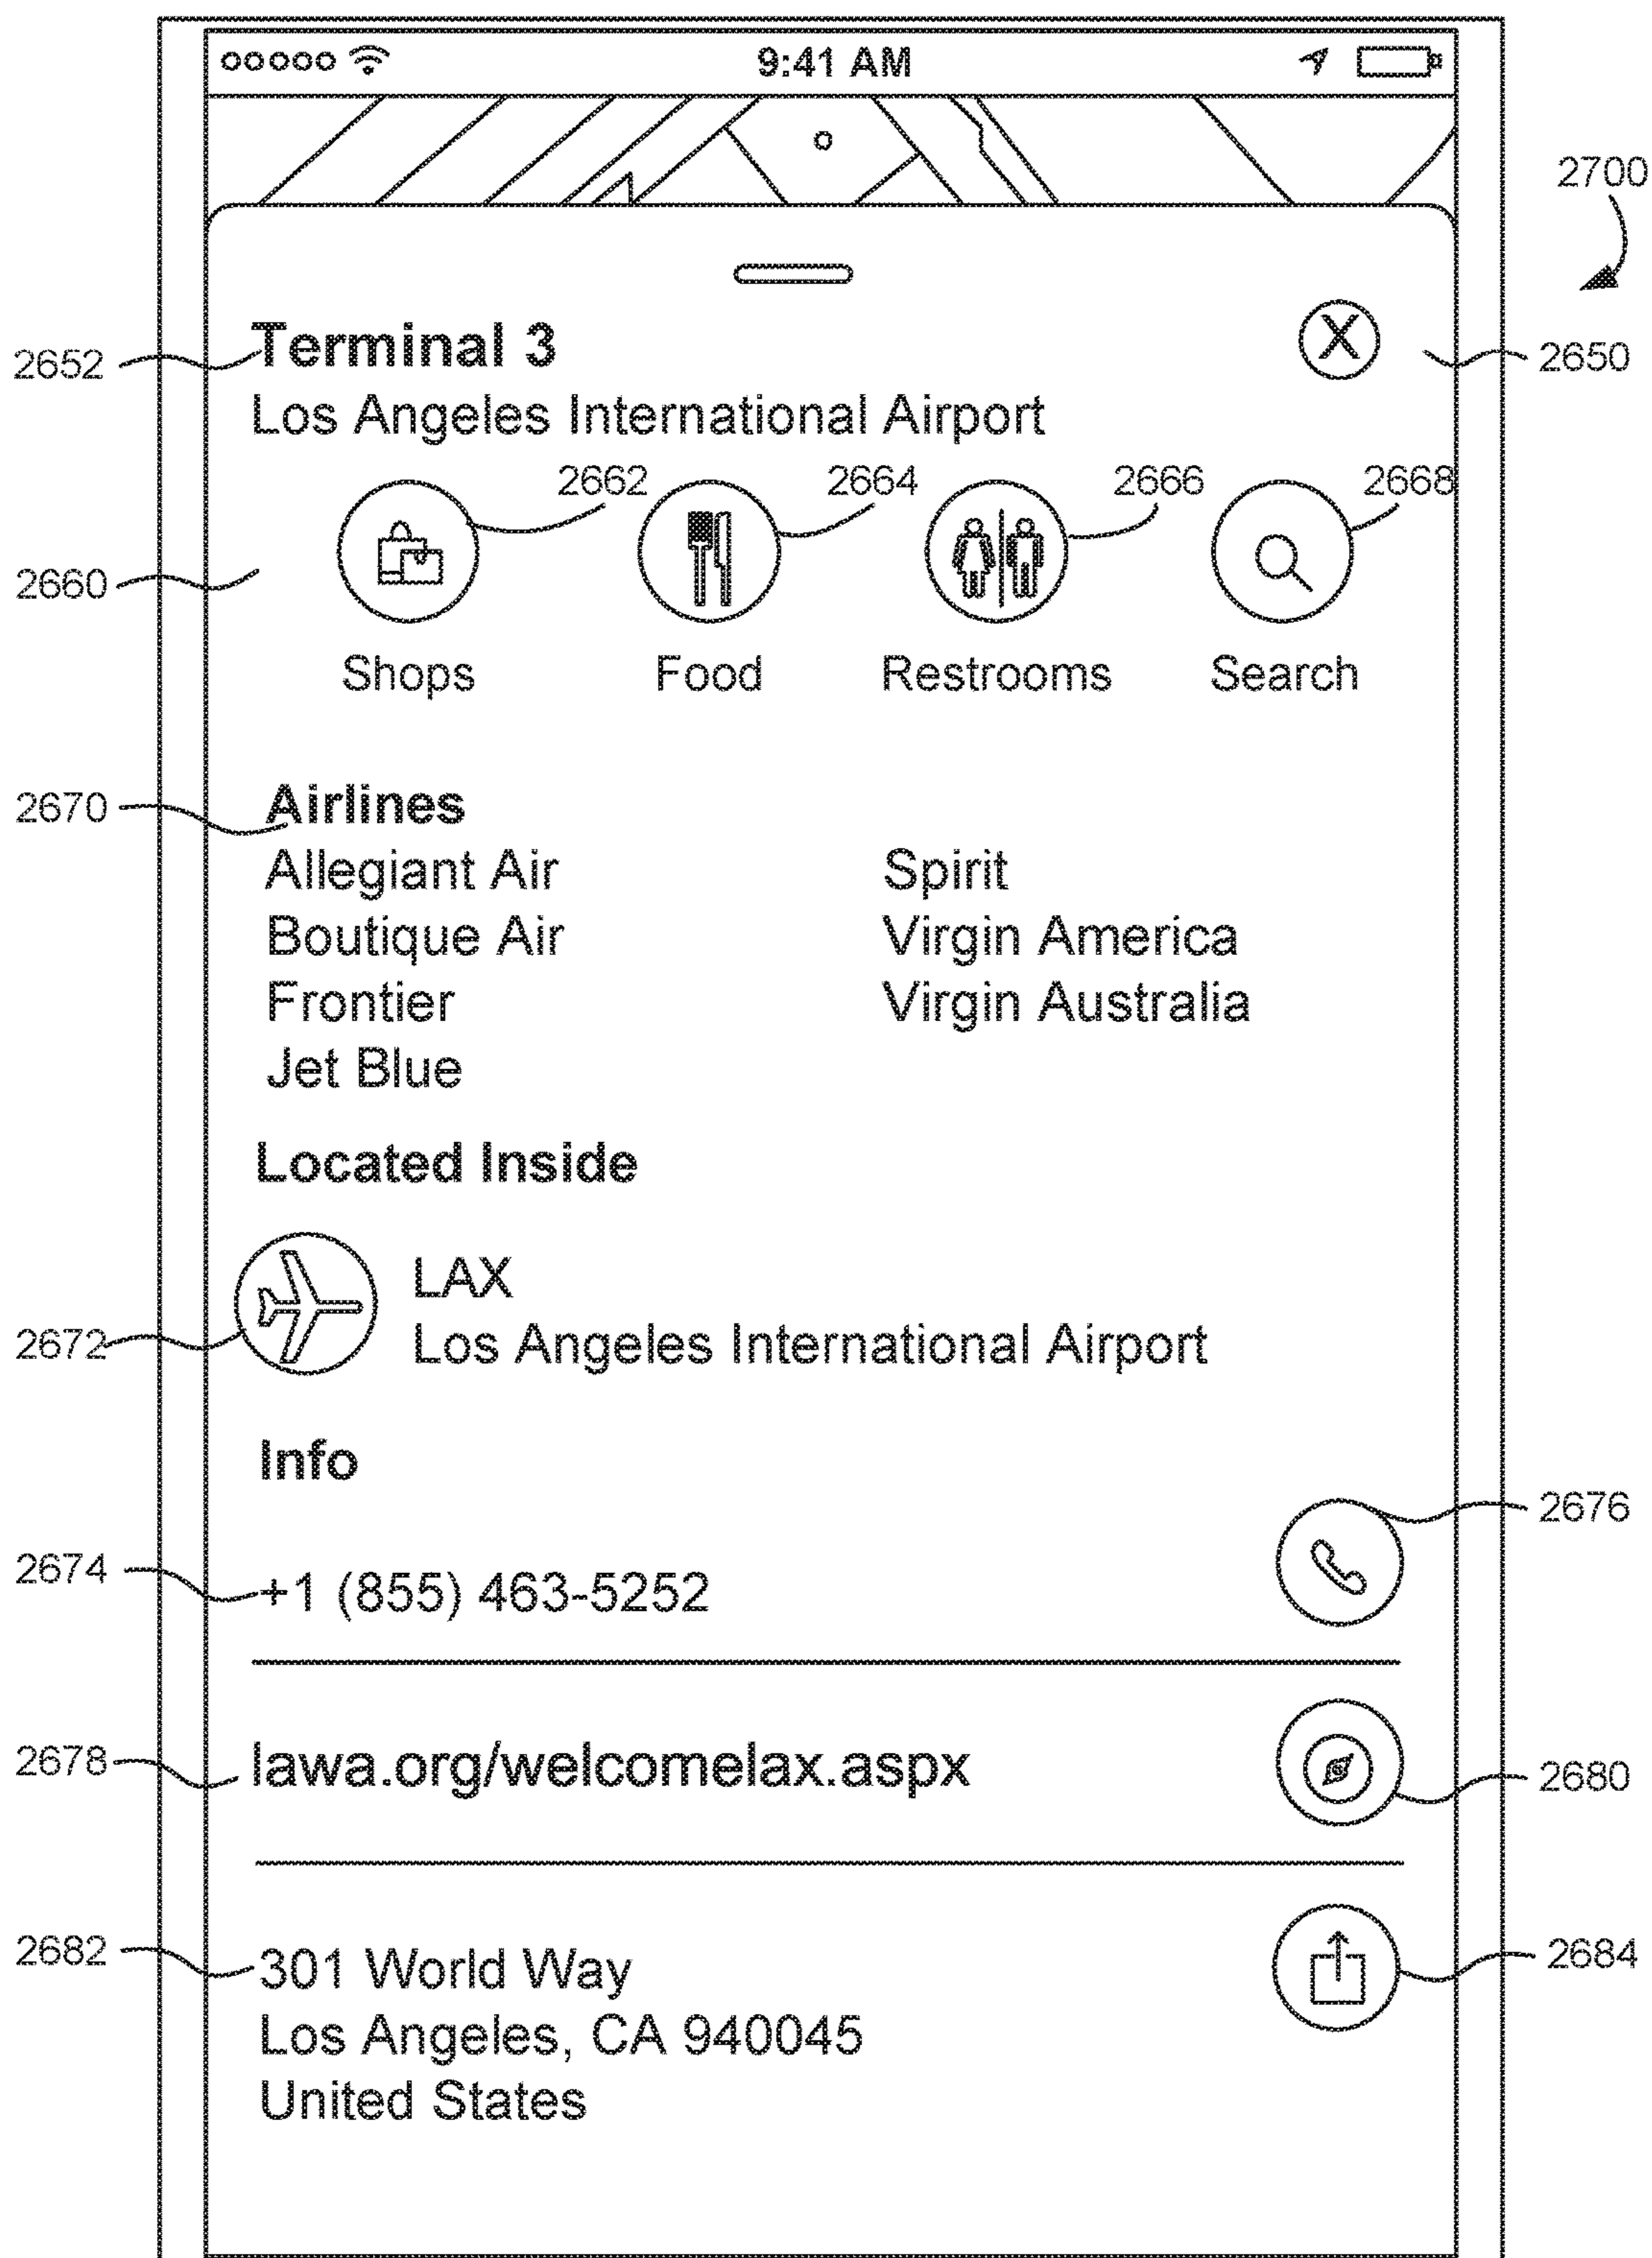 9:41 AM
2700
2652
Terminal 3
X
2650
Los Angeles International Airport
2662
2664
2666
2668
2660
Shops
Food
Restrooms
Search
2670
Airlines
Allegiant Air
Spirit
Boutique Air
Virgin America
Frontier
Virgin Australia
Jet Blue
Located Inside
LAX
2672
Los Angeles International Airport
Info
2676
2674
+1 (855) 463-5252
2678
lawa.org/welcomelax.aspx
2680
2682
301 World Way
2684
Los Angeles, CA 940045
United States